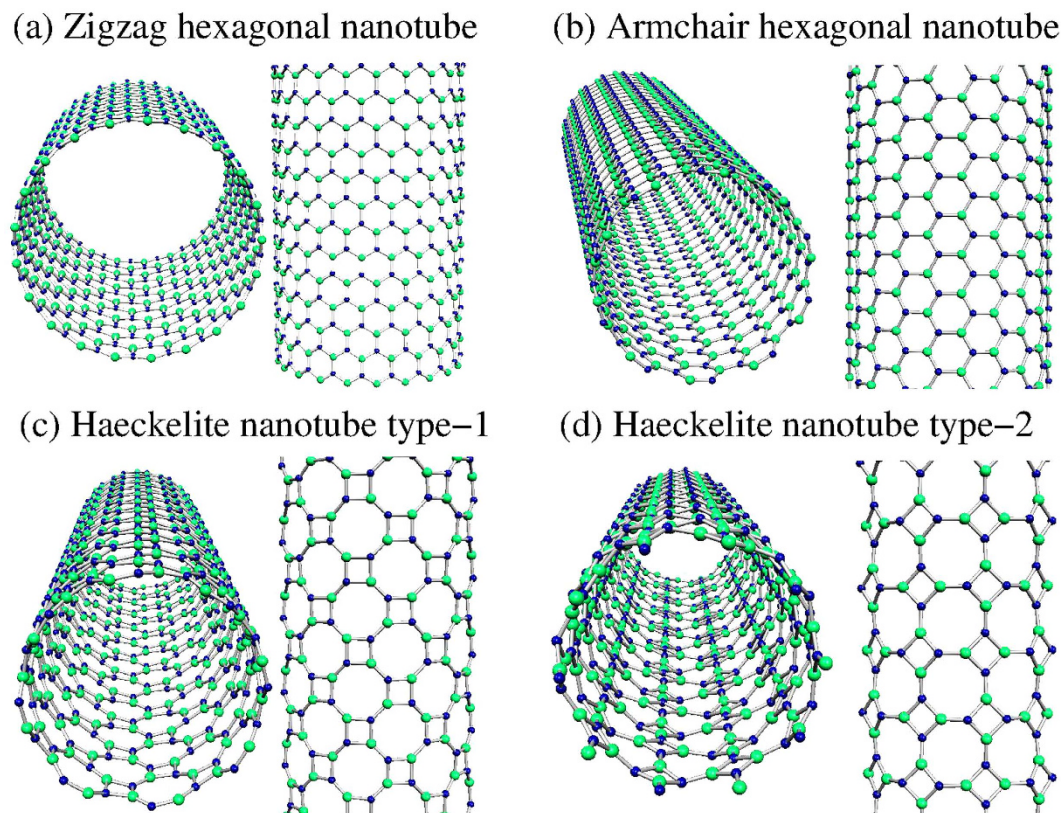 (a) Zigzag hexagonal nanotube
(b) Armchair hexagonal nanotube
(c) Haeckelite nanotube type−1
(d) Haeckelite nanotube type−2